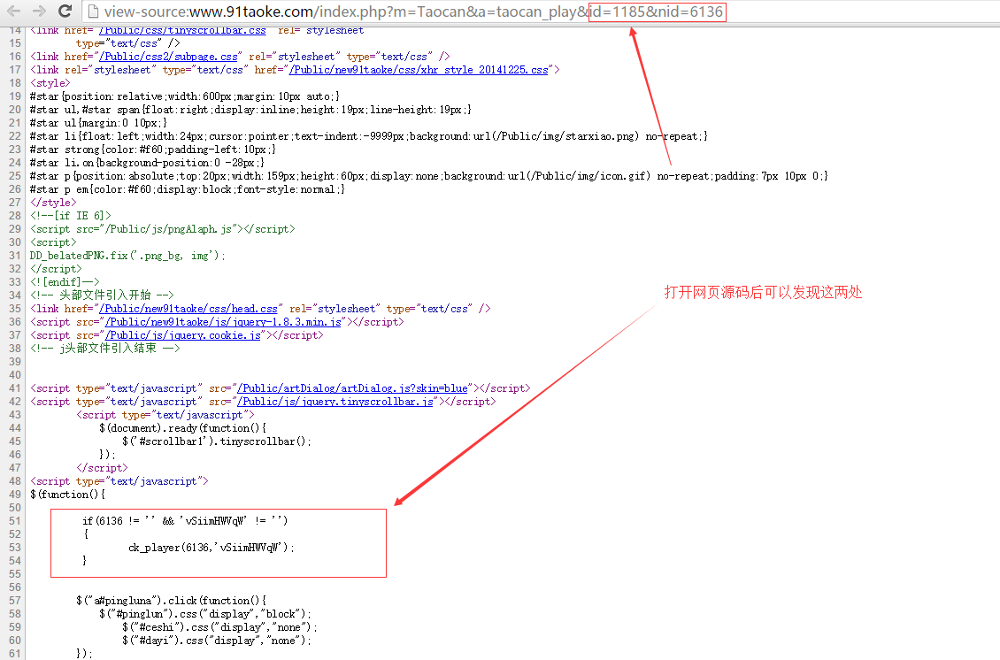 view-source:www.91taoke.com/index.php?m=Taocan&a=taocan_play&id=1185&nid=6136
14 <link href="/Public/css/tinyscrollbar.css" rel="stylesheet"
15 type="text/css" />
16 <link href="/Public/css2/subpage.css" rel="stylesheet" type="text/css" />
17 <link rel="stylesheet" type="text/css" href="/Public/new91taoke/css/xhr_style_20141225.css">
18 <style>
19 #star{position:relative;width:600px;margin:10px auto;}
20 #star ul,#star span{float:right;display:inline;height:19px;line-height:19px;}
21 #star ul{margin:0 10px;}
22 #star li{float:left;width:24px;cursor:pointer;text-indent:-9999px;background:url(/Public/img/starxiao.png) no-repeat;}
23 #star strong{color:#f60;padding-left:10px;}
24 #star li.on{background-position:0 -28px;}
25 #star p{position:absolute;top:20px;width:159px;height:60px;display:none;background:url(/Public/img/icon.gif) no-repeat;padding:7px 10px 0;}
26 #star p em{color:#f60;display:block;font-style:normal;}
27 </style>
28 <!--[if IE 6]>
29 <script src="/Public/js/pngAlaph.js"></script>
30 <script>
31 DD_belatedPNG.fix('.png_bg, img');
32 </script>
33 <![endif]-->
34 <!-- 头部文件引入开始 -->
打开网页源码后可以发现这两处
35 <link href="/Public/new91taoke/css/head.css" rel="stylesheet" type="text/css" />
36 <script src="/Public/new91taoke/js/jquery-1.8.3.min.js"></script>
37 <script src="/Public/js/jquery.cookie.js"></script>
38 <!-- j头部文件引入结束 -->
39
40
41 <script type="text/javascript" src="/Public/artDialog/artDialog.js?skin=blue"></script>
42 <script type="text/javascript" src="/Public/js/jquery.tinyscrollbar.js"></script>
43 <script type="text/javascript">
44 $(document).ready(function(){
45 $('#scrollbar1').tinyscrollbar();
46 });
47 </script>
48 <script type="text/javascript">
49 $(function(){
50
51 if(6136 != '' && 'vSiimHWVqW' != '')
52 {
53 ck_player(6136,'vSiimHWVqW');
54 }
55
56
57 $("a#pingluna").click(function(){
58 $("#pinglun").css("display","block");
59 $("#ceshi").css("display","none");
60 $("#dayi").css("display","none");
61 });